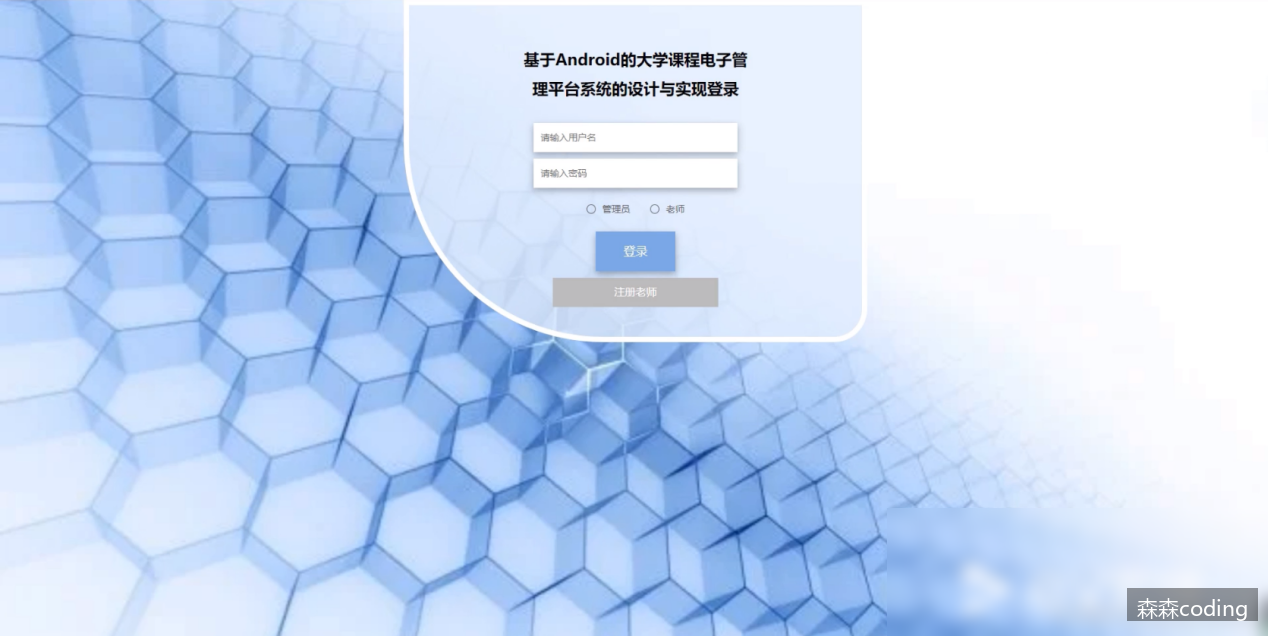 基于Android的大学课程电子管
理平台系统的设计与实现登录
请输入用户名
请输入密码
管理员 老师
登录
注册老师
森森coding